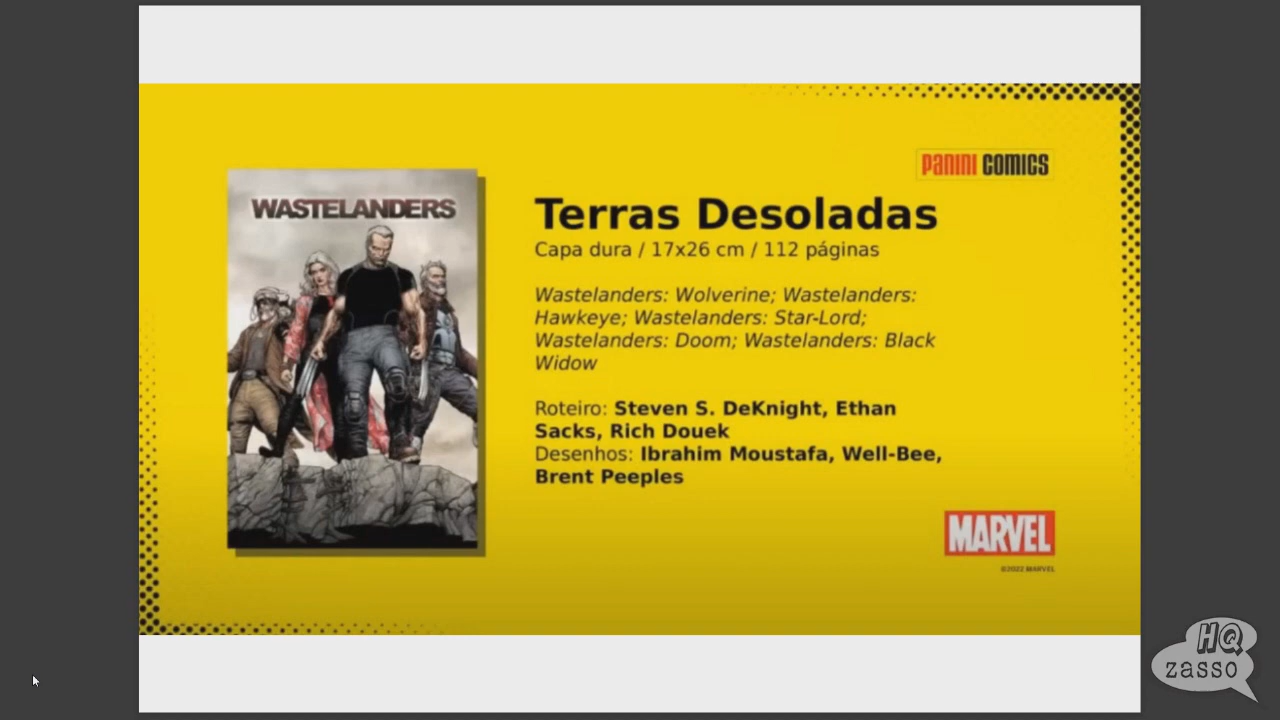 PANINI COMICS
WASTELANDERS
Terras Desoladas
Capa dura / 17x26 cm / 112 páginas
Wastelanders: Wolverine; Wastelanders:
Hawkeye; Wastelanders: Star-Lord;
Wastelanders: Doom; Wastelanders: Black
Widow
Roteiro: Steven S. DeKnight, Ethan
Sacks, Rich Douek
Desenhos: Ibrahim Moustafa, Well-Bee,
Brent Peeples
MARVEL
©2022 MARVEL
HQ
zasso